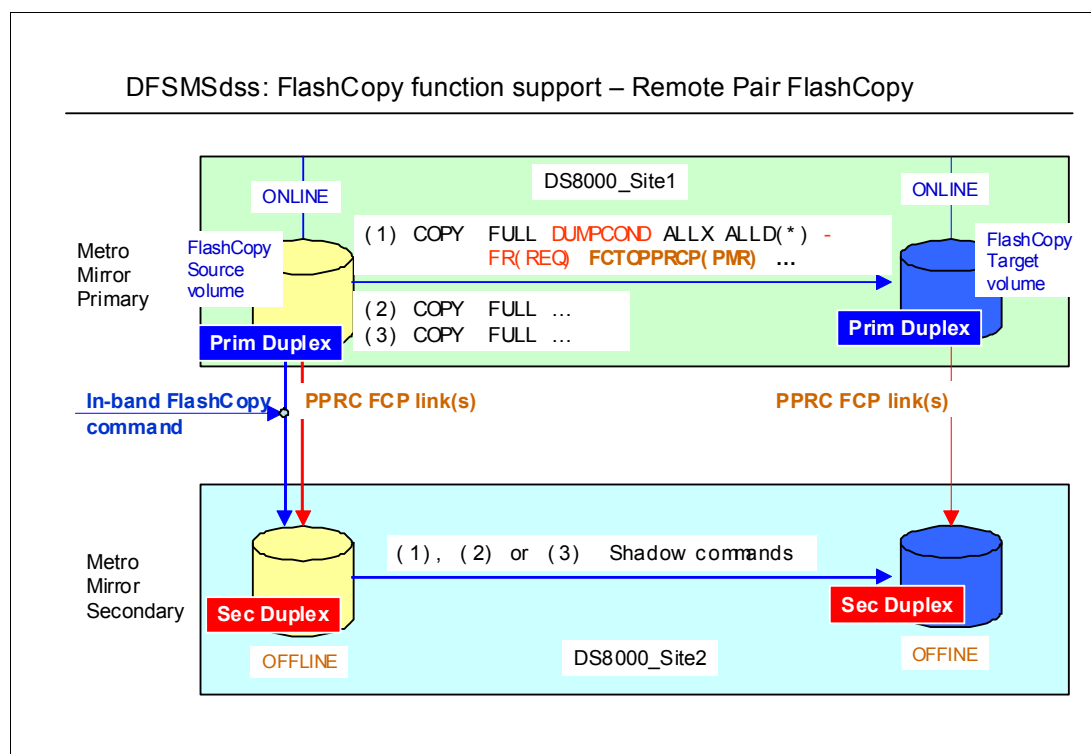 DFSMSdss: FlashCopy function support – Remote Pair FlashCopy
DS8000_Site1
ONLINE
ONLINE
Metro
Mirror
Primary
FlashCopy
Source
volume
(1) COPY FULL DUMPCOND ALLX ALLD(*) -
FR(REQ) FCTOPPRCP(PMR) …
(2) COPY FULL …
(3) COPY FULL …
FlashCopy
Target
volume
Prim Duplex
Prim Duplex
In-band FlashCopy
command
PPRC FCP link(s)
PPRC FCP link(s)
Metro
Mirror
Secondary
(1), (2) or (3) Shadow commands
Sec Duplex
Sec Duplex
OFFLINE
DS8000_Site2
OFFINE